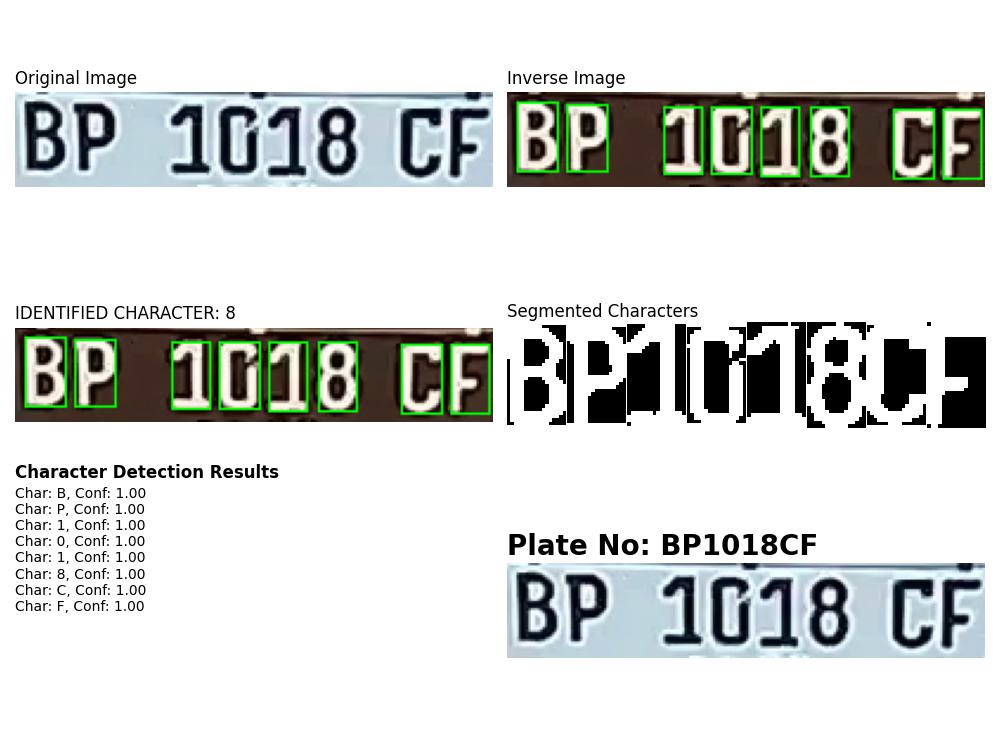 Original Image
BP 1018 CF
Inverse Image
BP 1018 CF
IDENTIFIED CHARACTER: 8
BP 1018 CF
Segmented Characters
BP1018CF
Character Detection Results
Char: B, Conf: 1.00
Char: P, Conf: 1.00
Char: 1, Conf: 1.00
Char: 0, Conf: 1.00
Char: 1, Conf: 1.00
Char: 8, Conf: 1.00
Char: C, Conf: 1.00
Char: F, Conf: 1.00
Plate No: BP1018CF
BP 1018 CF